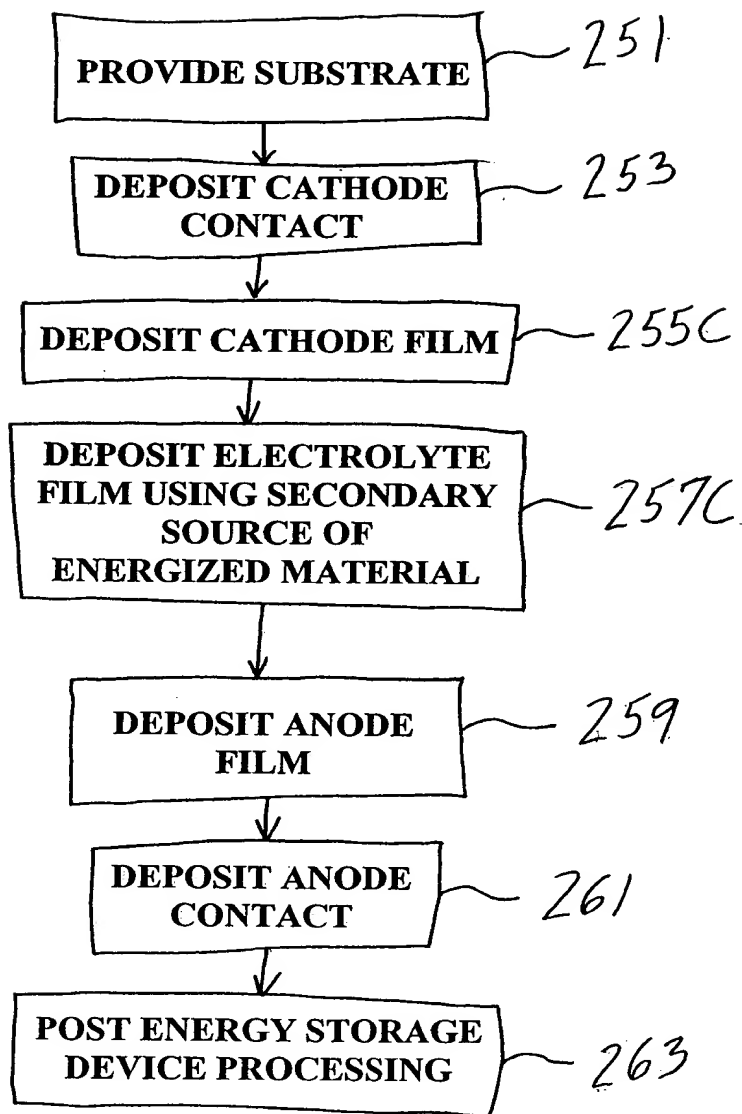 PROVIDE SUBSTRATE
251
DEPOSIT CATHODE
CONTACT
253
DEPOSIT CATHODE FILM
255C
DEPOSIT ELECTROLYTE
FILM USING SECONDARY
SOURCE OF
ENERGIZED MATERIAL
257C
DEPOSIT ANODE
FILM
259
DEPOSIT ANODE
CONTACT
261
POST ENERGY STORAGE
DEVICE PROCESSING
263